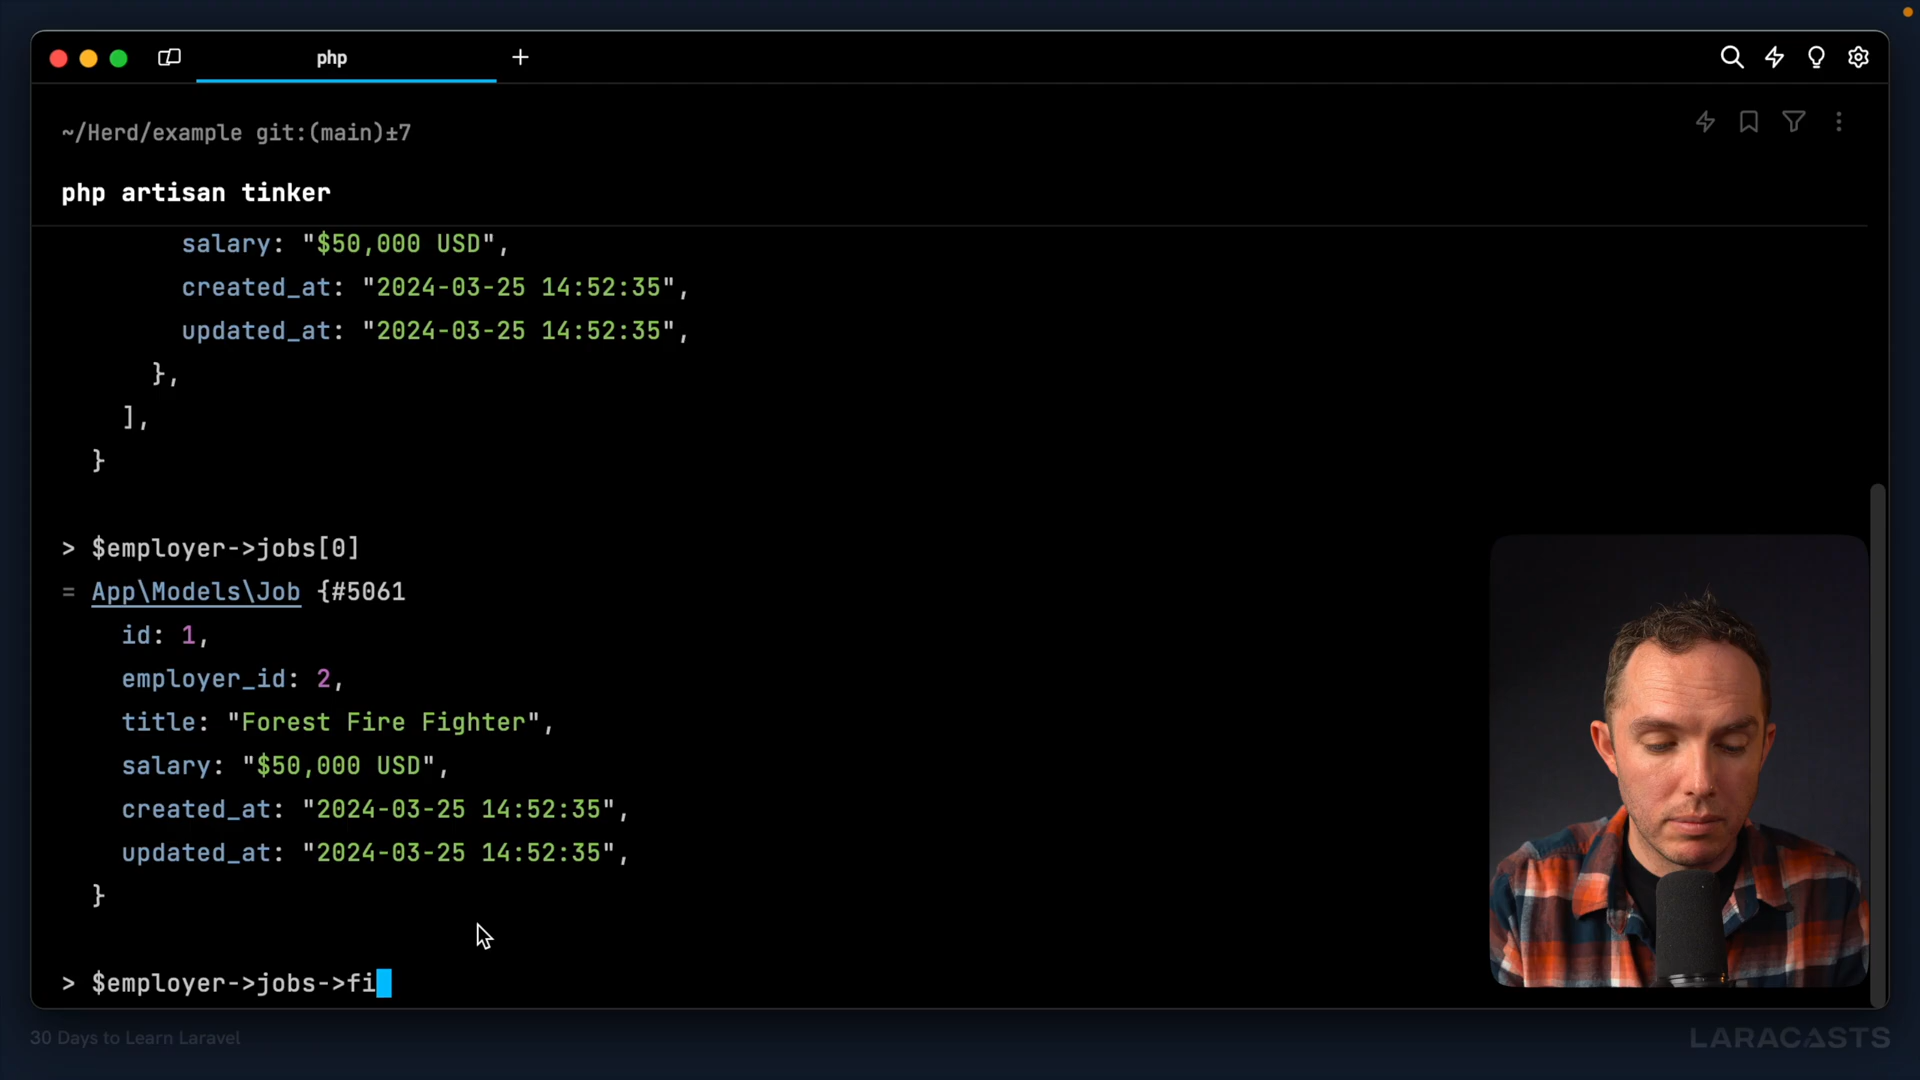 php
~/Herd/example git:(main)±7
php artisan tinker
salary: "$50,000 USD",
created_at: "2024-03-25 14:52:35",
updated_at: "2024-03-25 14:52:35",
},
],
}
> $employer->jobs[0]
= App\Models\Job {#5061
id: 1,
employer_id: 2,
title: "Forest Fire Fighter",
salary: "$50,000 USD",
created_at: "2024-03-25 14:52:35",
updated_at: "2024-03-25 14:52:35",
}
> $employer->jobs->fi
30 Days to Learn Laravel
LARACASTS